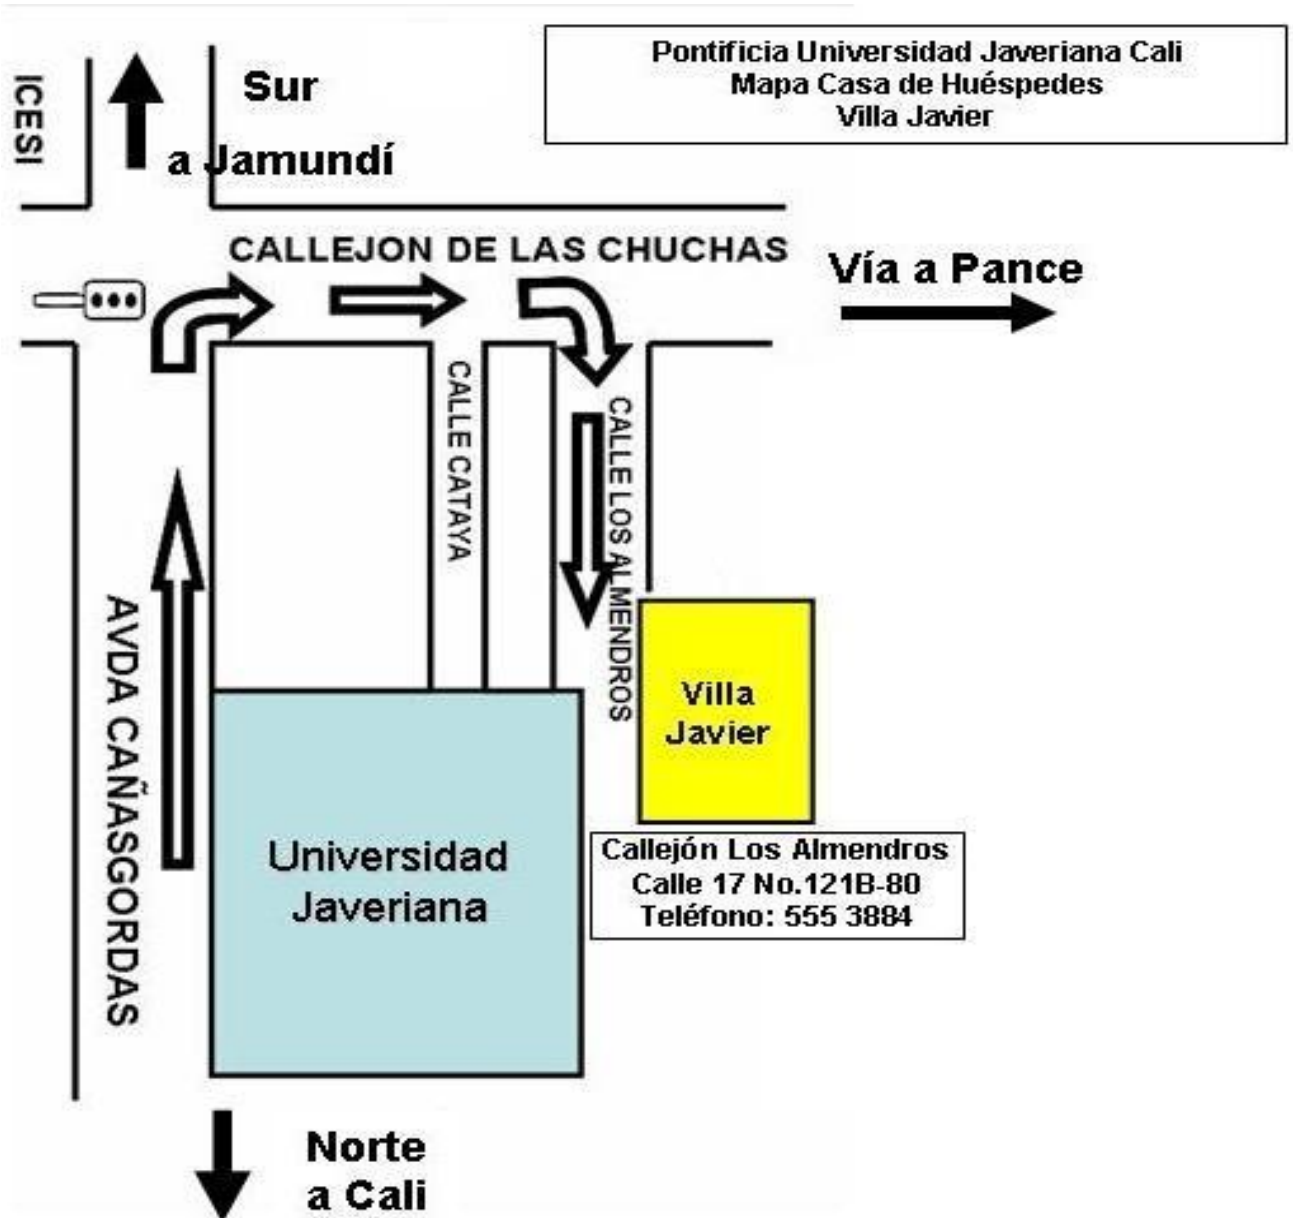 Pontificia Universidad Javeriana Cali
Mapa Casa de Huéspedes
Villa Javier
ICESI
Sur
a Jamundí
CALLEJON DE LAS CHUCHAS
Vía a Pance
CALLE CATAYA
CALLE LOS ALMENDROS
AVDA CAÑASGORDAS
Villa
Javier
Universidad
Javeriana
Callejón Los Almendros
Calle 17 No.121B-80
Teléfono: 555 3884
Norte
a Cali